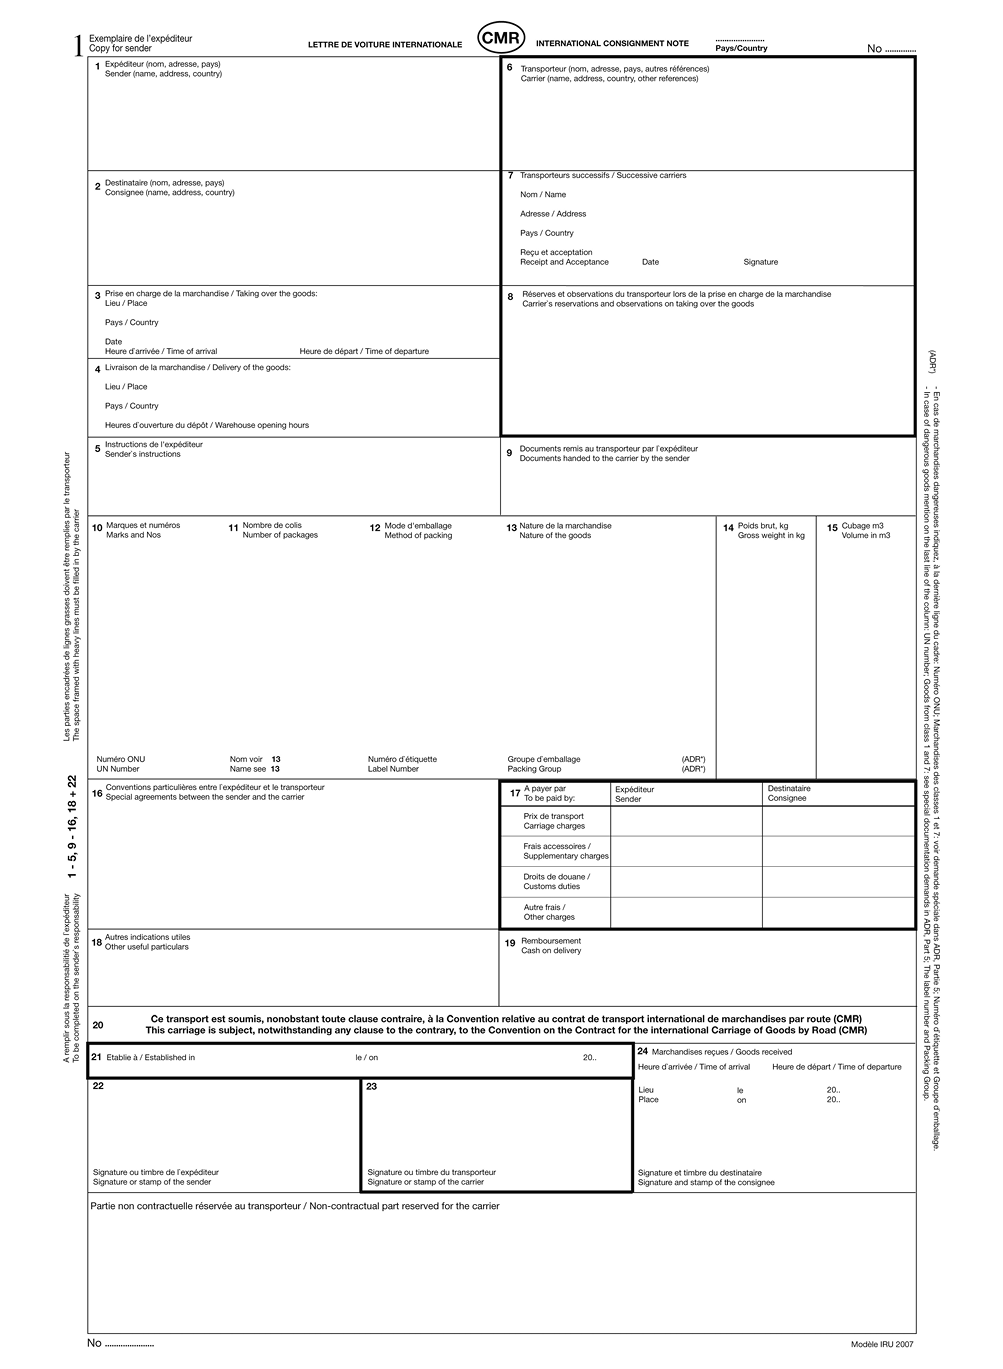 1
Exemplaire de l'expéditeur
Copy for sender
LETTRE DE VOITURE INTERNATIONALE
CMR
INTERNATIONAL CONSIGNMENT NOTE
......................
Pays/Country
No .............
1 Expéditeur (nom, adresse, pays)
Sender (name, address, country)
6 Transporteur (nom, adresse, pays, autres références)
Carrier (name, address, country, other references)
2 Destinataire (nom, adresse, pays)
Consignee (name, address, country)
7 Transporteurs successifs / Successive carriers
Nom / Name
Adresse / Address
Pays / Country
Reçu et acceptation
Receipt and Acceptance Date Signature
3 Prise en charge de la marchandise / Taking over the goods:
Lieu / Place
Pays / Country
Date
Heure d'arrivée / Time of arrival Heure de départ / Time of departure
8 Réserves et observations du transporteur lors de la prise en charge de la marchandise
Carrier's reservations and observations on taking over the goods
4 Livraison de la marchandise / Delivery of the goods:
Lieu / Place
Pays / Country
Heures d'ouverture du dépôt / Warehouse opening hours
5 Instructions de l'expéditeur
Sender's instructions
9 Documents remis au transporteur par l'expéditeur
Documents handed to the carrier by the sender
10 Marques et numéros
Marks and Nos
11 Nombre de colis
Number of packages
12 Mode d'emballage
Method of packing
13 Nature de la marchandise
Nature of the goods
14 Poids brut, kg
Gross weight in kg
15 Cubage m3
Volume in m3
Numéro ONU
UN Number
Nom voir 13
Name see 13
Numéro d'étiquette
Label Number
Groupe d'emballage
Packing Group
(ADR*)
(ADR*)
16 Conventions particulières entre l'expéditeur et le transporteur
Special agreements between the sender and the carrier
17 A payer par
To be paid by:
Expéditeur
Sender
Destinataire
Consignee
Prix de transport
Carriage charges
Frais accessoires /
Supplementary charges
Droits de douane /
Customs duties
Autre frais /
Other charges
18 Autres indications utiles
Other useful particulars
19 Remboursement
Cash on delivery
20 Ce transport est soumis, nonobstant toute clause contraire, à la Convention relative au contrat de transport international de marchandises par route (CMR)
This carriage is subject, notwithstanding any clause to the contrary, to the Convention on the Contract for the international Carriage of Goods by Road (CMR)
21 Etablie à / Established in le / on 20..
24 Marchandises reçues / Goods received
Heure d'arrivée / Time of arrival Heure de départ / Time of departure
Lieu le 20..
Place on 20..
22
Signature ou timbre de l'expéditeur
Signature or stamp of the sender
23
Signature ou timbre du transporteur
Signature or stamp of the carrier
Signature et timbre du destinataire
Signature and stamp of the consignee
Partie non contractuelle réservée au transporteur / Non-contractual part reserved for the carrier
No ......................
Modèle IRU 2007
Les parties encadrées de lignes grasses doivent être remplies par le transporteur
The space framed with heavy lines must be filled in by the carrier
1 - 5, 9 - 16, 18 + 22
A remplir sous la responsabilité de l'expéditeur
To be completed on the sender's responsability
(ADR*)
- En cas de marchandises dangereuses indiquez, à la dernière ligne du cadre: Numéro ONU; Marchandises des classes 1 et 7: voir demande spéciale dans ADR, Partie 5; Numéro d'étiquette et Groupe d'emballage.
- In case of dangerous goods mention on the last line of the column: UN number; Goods from class 1 and 7: see special documentation demands in ADR, Part 5; The label number and Packing Group.